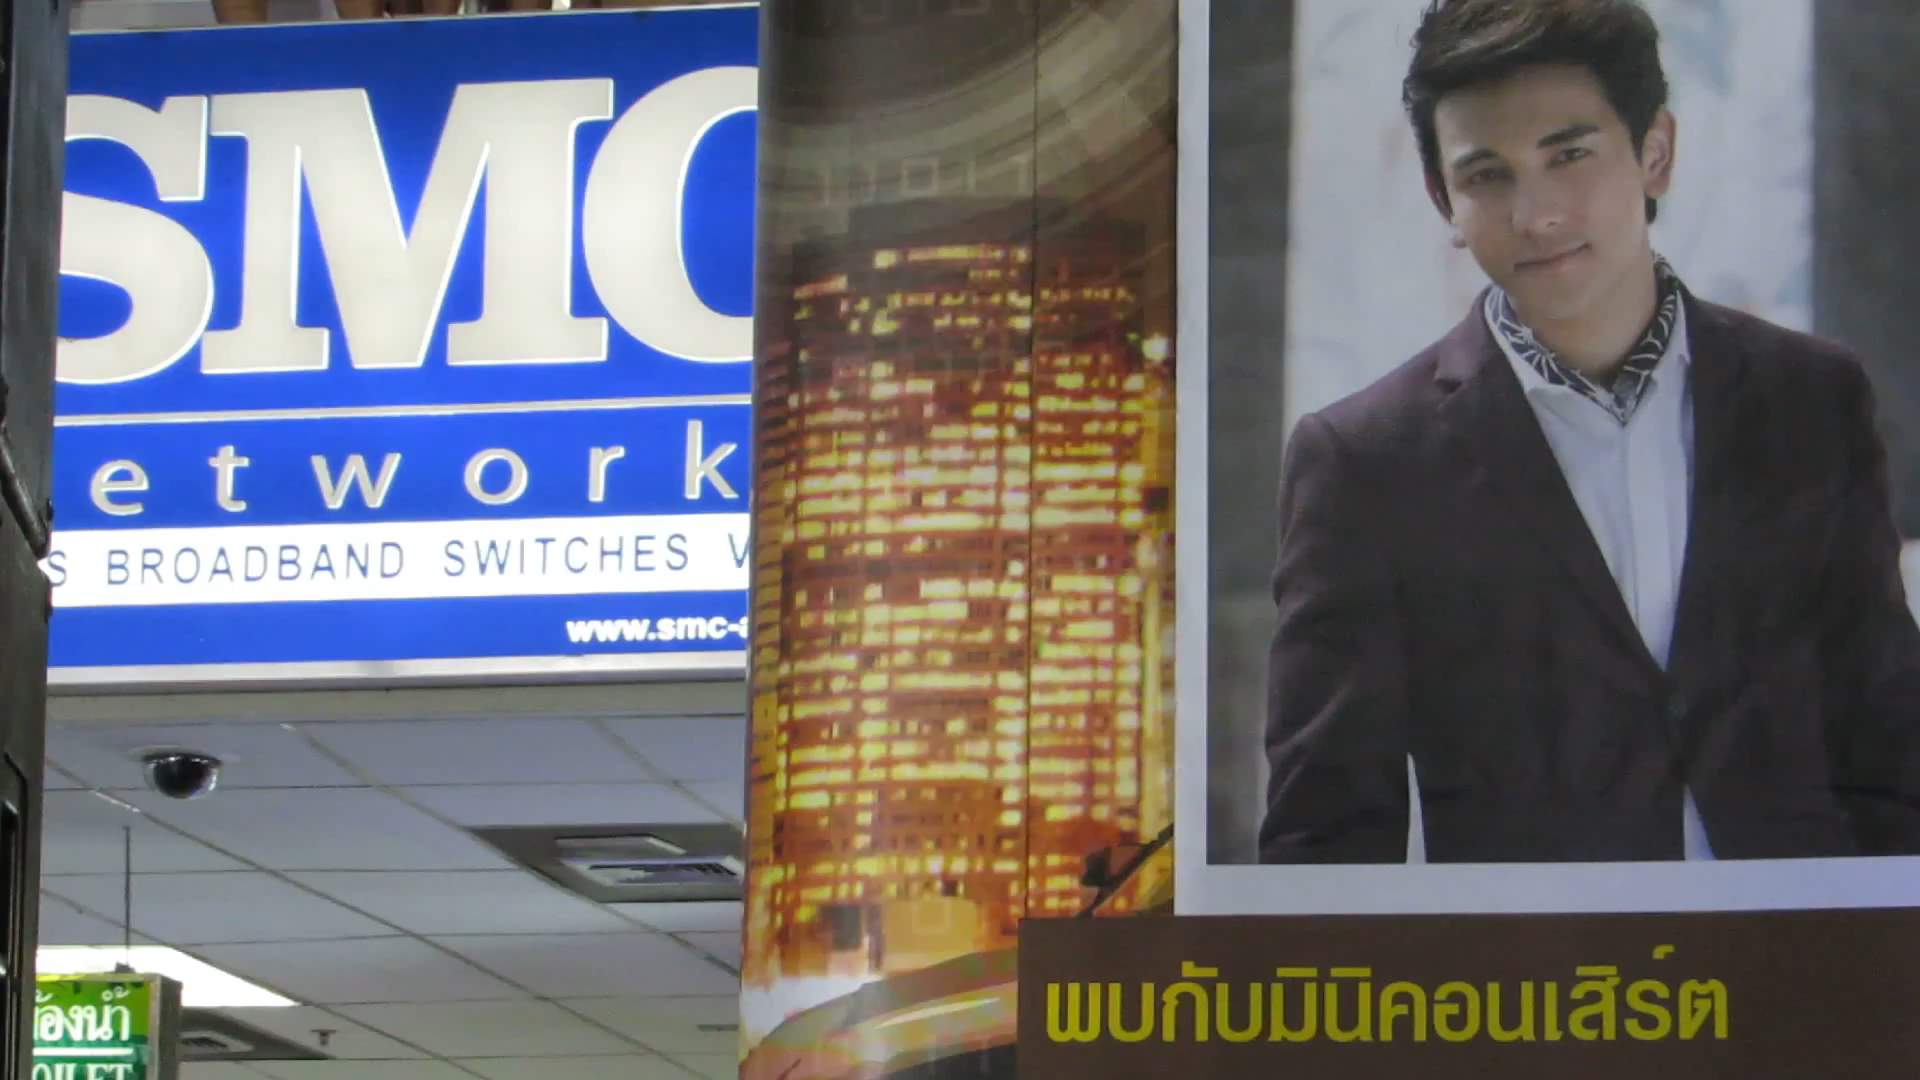 SMC
etwork
S BROADBAND SWITCHES
www.smc-a
ห้องน้ำ
TOILET
พบกับมินิคอนเสิร์ต